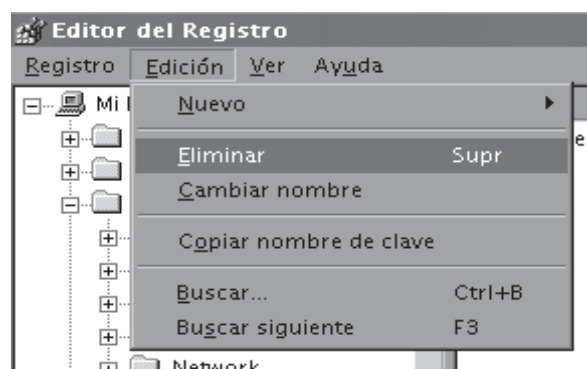 Editor del Registro
Registro Edición Ver Ayuda
Mi
Nuevo
Eliminar Supr
Cambiar nombre
Copiar nombre de clave
Buscar... Ctrl+B
Buscar siguiente F3
Network